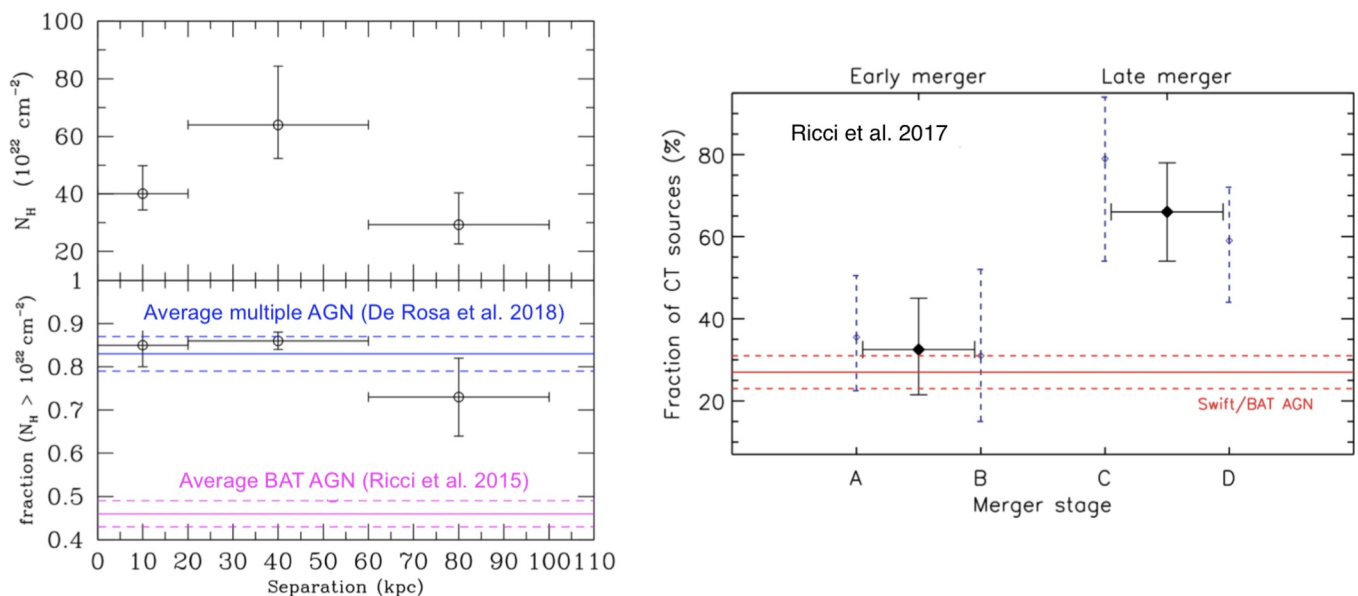 100
80
60
40
20
1
N_H (10^22 cm^-2)
Average multiple AGN (De Rosa et al. 2018)
0.9
0.8
0.7
0.6
0.5
0.4
fraction (N_H > 10^22 cm^-2)
Average BAT AGN (Ricci et al. 2015)
0 10 20 30 40 50 60 70 80 90 100 110
Separation (kpc)
Early merger Late merger
Ricci et al. 2017
80
60
40
20
Fraction of CT sources (%)
Swift/BAT AGN
A B C D
Merger stage